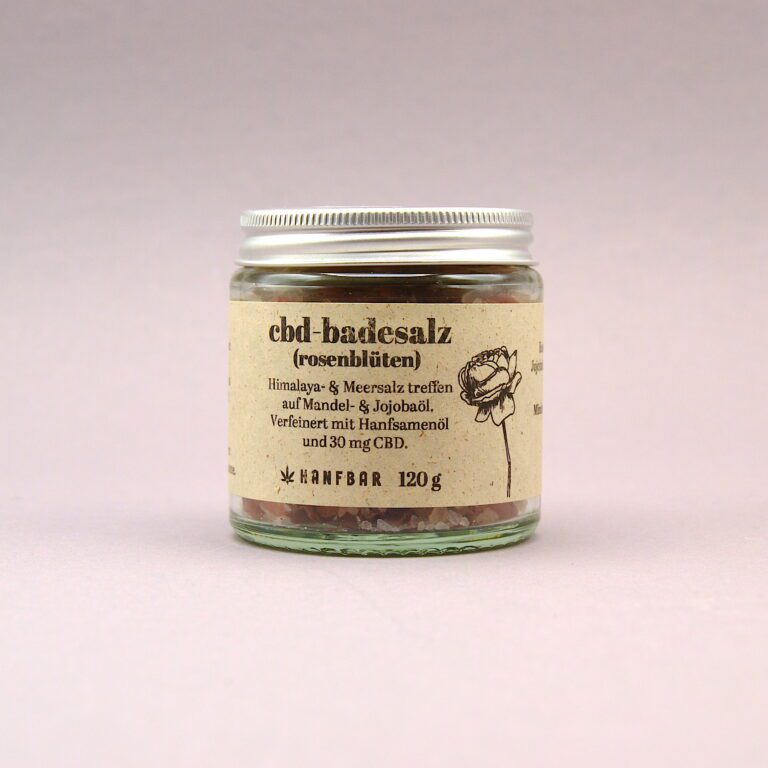 cbd-badesalz
(rosenblüten)
Himalaya- & Meersalz treffen
auf Mandel- & Jojobaöl.
Verfeinert mit Hanfsamenöl
und 30 mg CBD.
HANFBAR 120 g